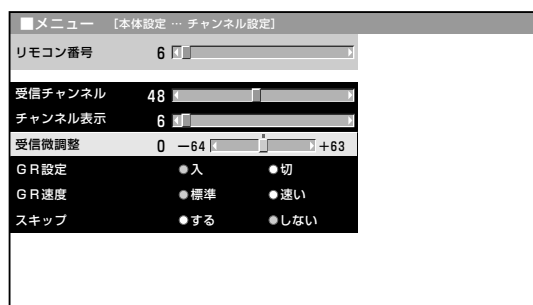 ■メニュー [本体設定 … チャンネル設定]
リモコン番号 6
受信チャンネル 48
チャンネル表示 6
受信微調整 0 －64 ＋63
GR設定 ●入 ●切
GR速度 ●標準 ●速い
スキップ ●する ●しない